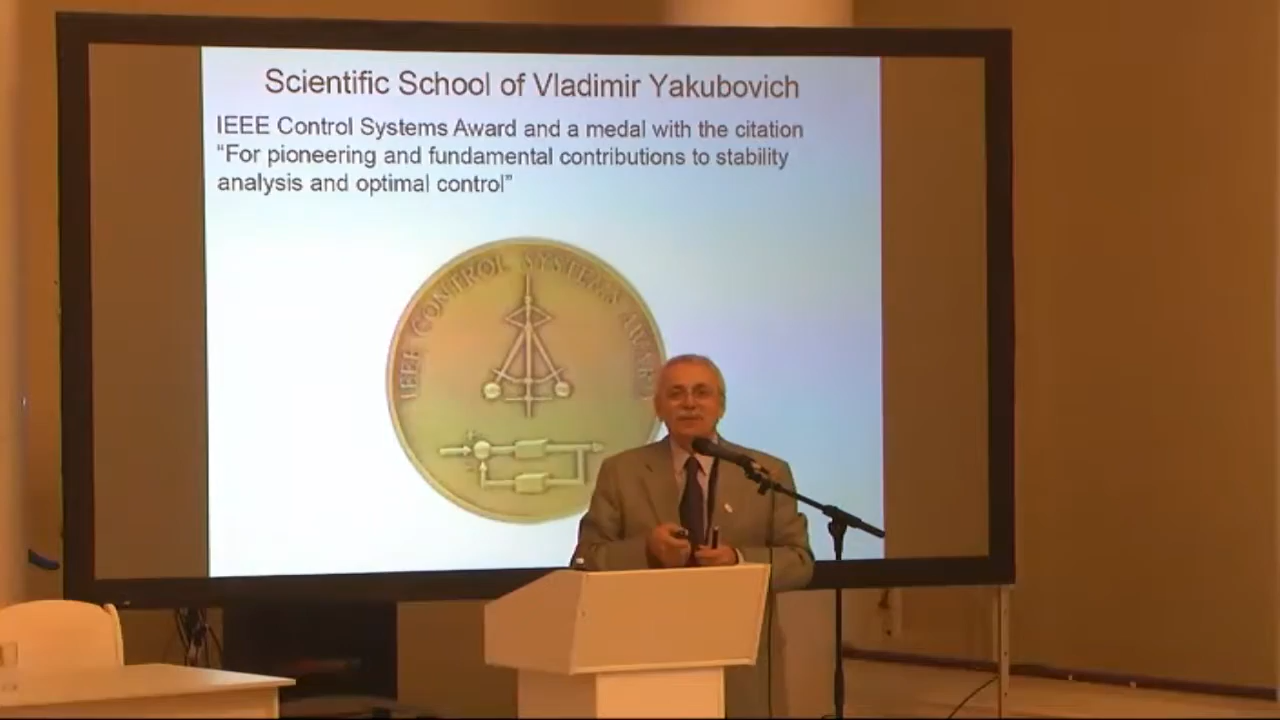 Scientific School of Vladimir Yakubovich
IEEE Control Systems Award and a medal with the citation
“For pioneering and fundamental contributions to stability
analysis and optimal control”
IEEE CONTROL SYSTEMS AWARD